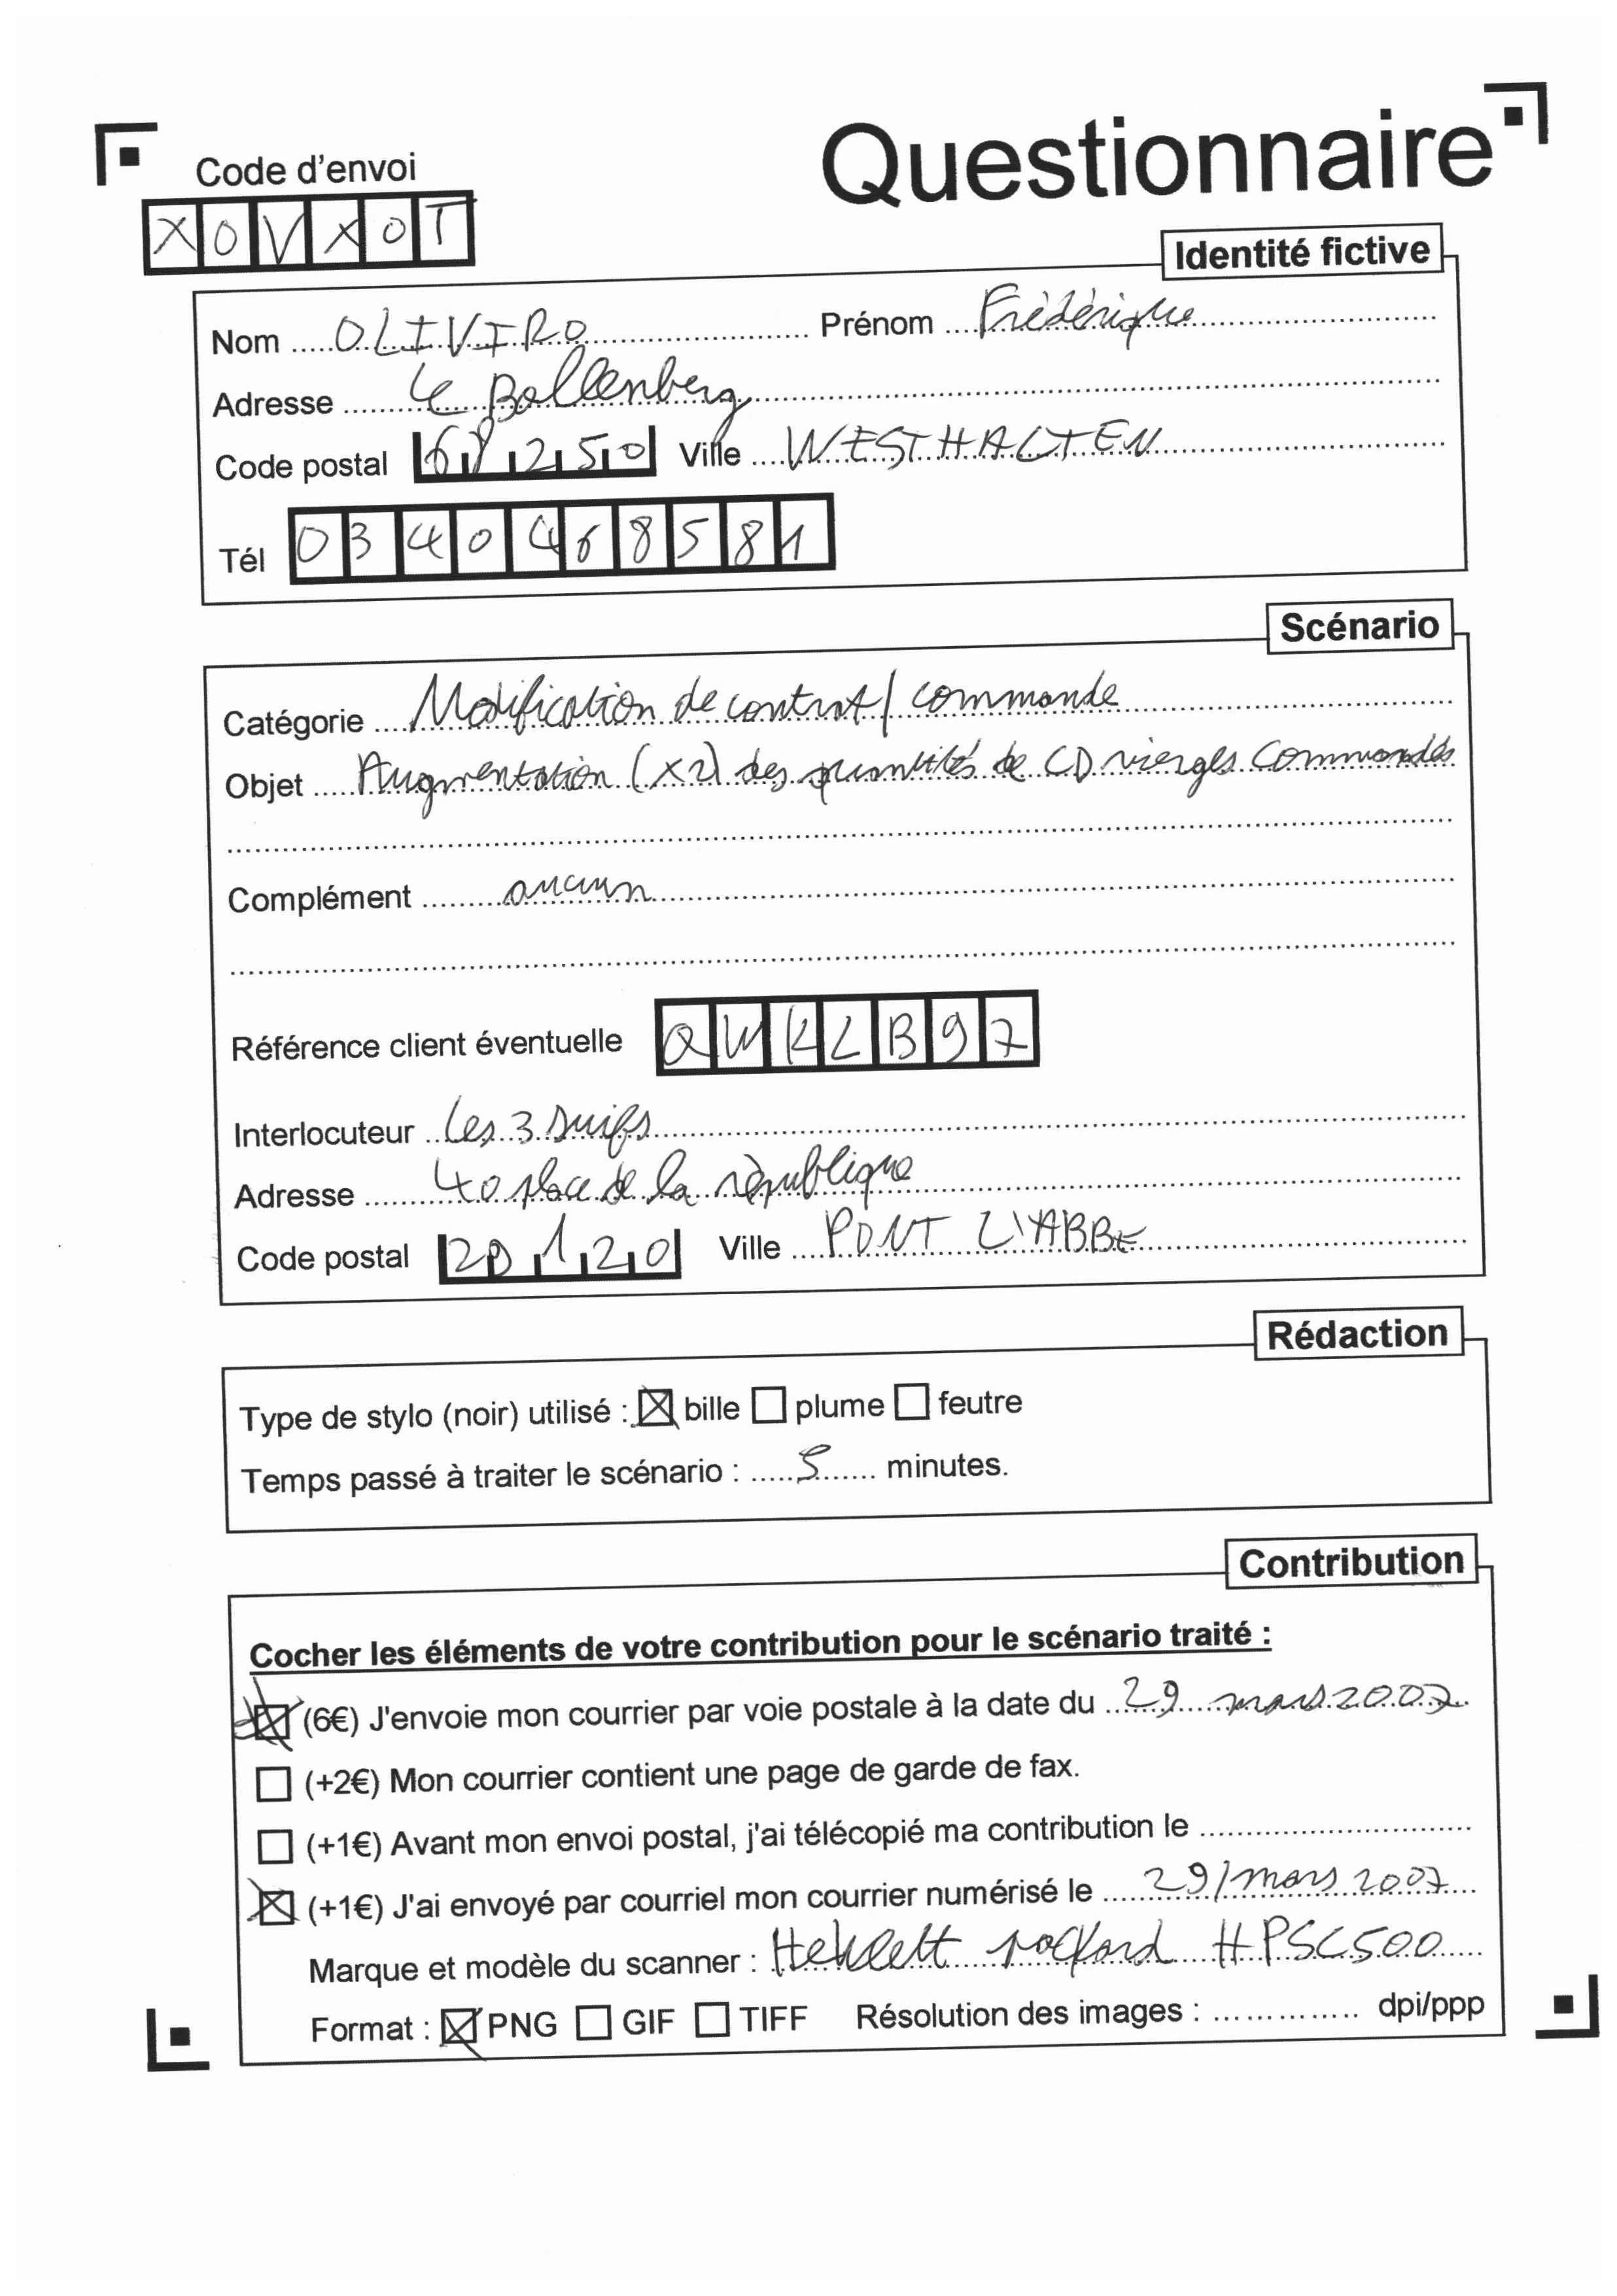 Questionnaire
Code d'envoi
XOVXOT
Identité fictive
Nom OLIVIRO Prénom Frédérique
Adresse Le Bollenberg
Code postal 68250 Ville WESTHALTEN
Tél 0340468581
Scénario
Catégorie Modification de contrat / commande
Objet Augmentation (x2) des quantités de CD vierges commandés
Complément aucun
Référence client éventuelle QWKLB97
Interlocuteur Les 3 suifs
Adresse 40 place de la république
Code postal 29120 Ville PONT L'ABBE
Rédaction
Type de stylo (noir) utilisé : bille plume feutre
Temps passé à traiter le scénario : 5 minutes.
Contribution
Cocher les éléments de votre contribution pour le scénario traité :
(6€) J'envoie mon courrier par voie postale à la date du 29 mars 2007
(+2€) Mon courrier contient une page de garde de fax.
(+1€) Avant mon envoi postal, j'ai télécopié ma contribution le
(+1€) J'ai envoyé par courriel mon courrier numérisé le 29/mars 2007
Marque et modèle du scanner : Hewlett packard HPSC500
Format : PNG GIF TIFF Résolution des images : dpi/ppp